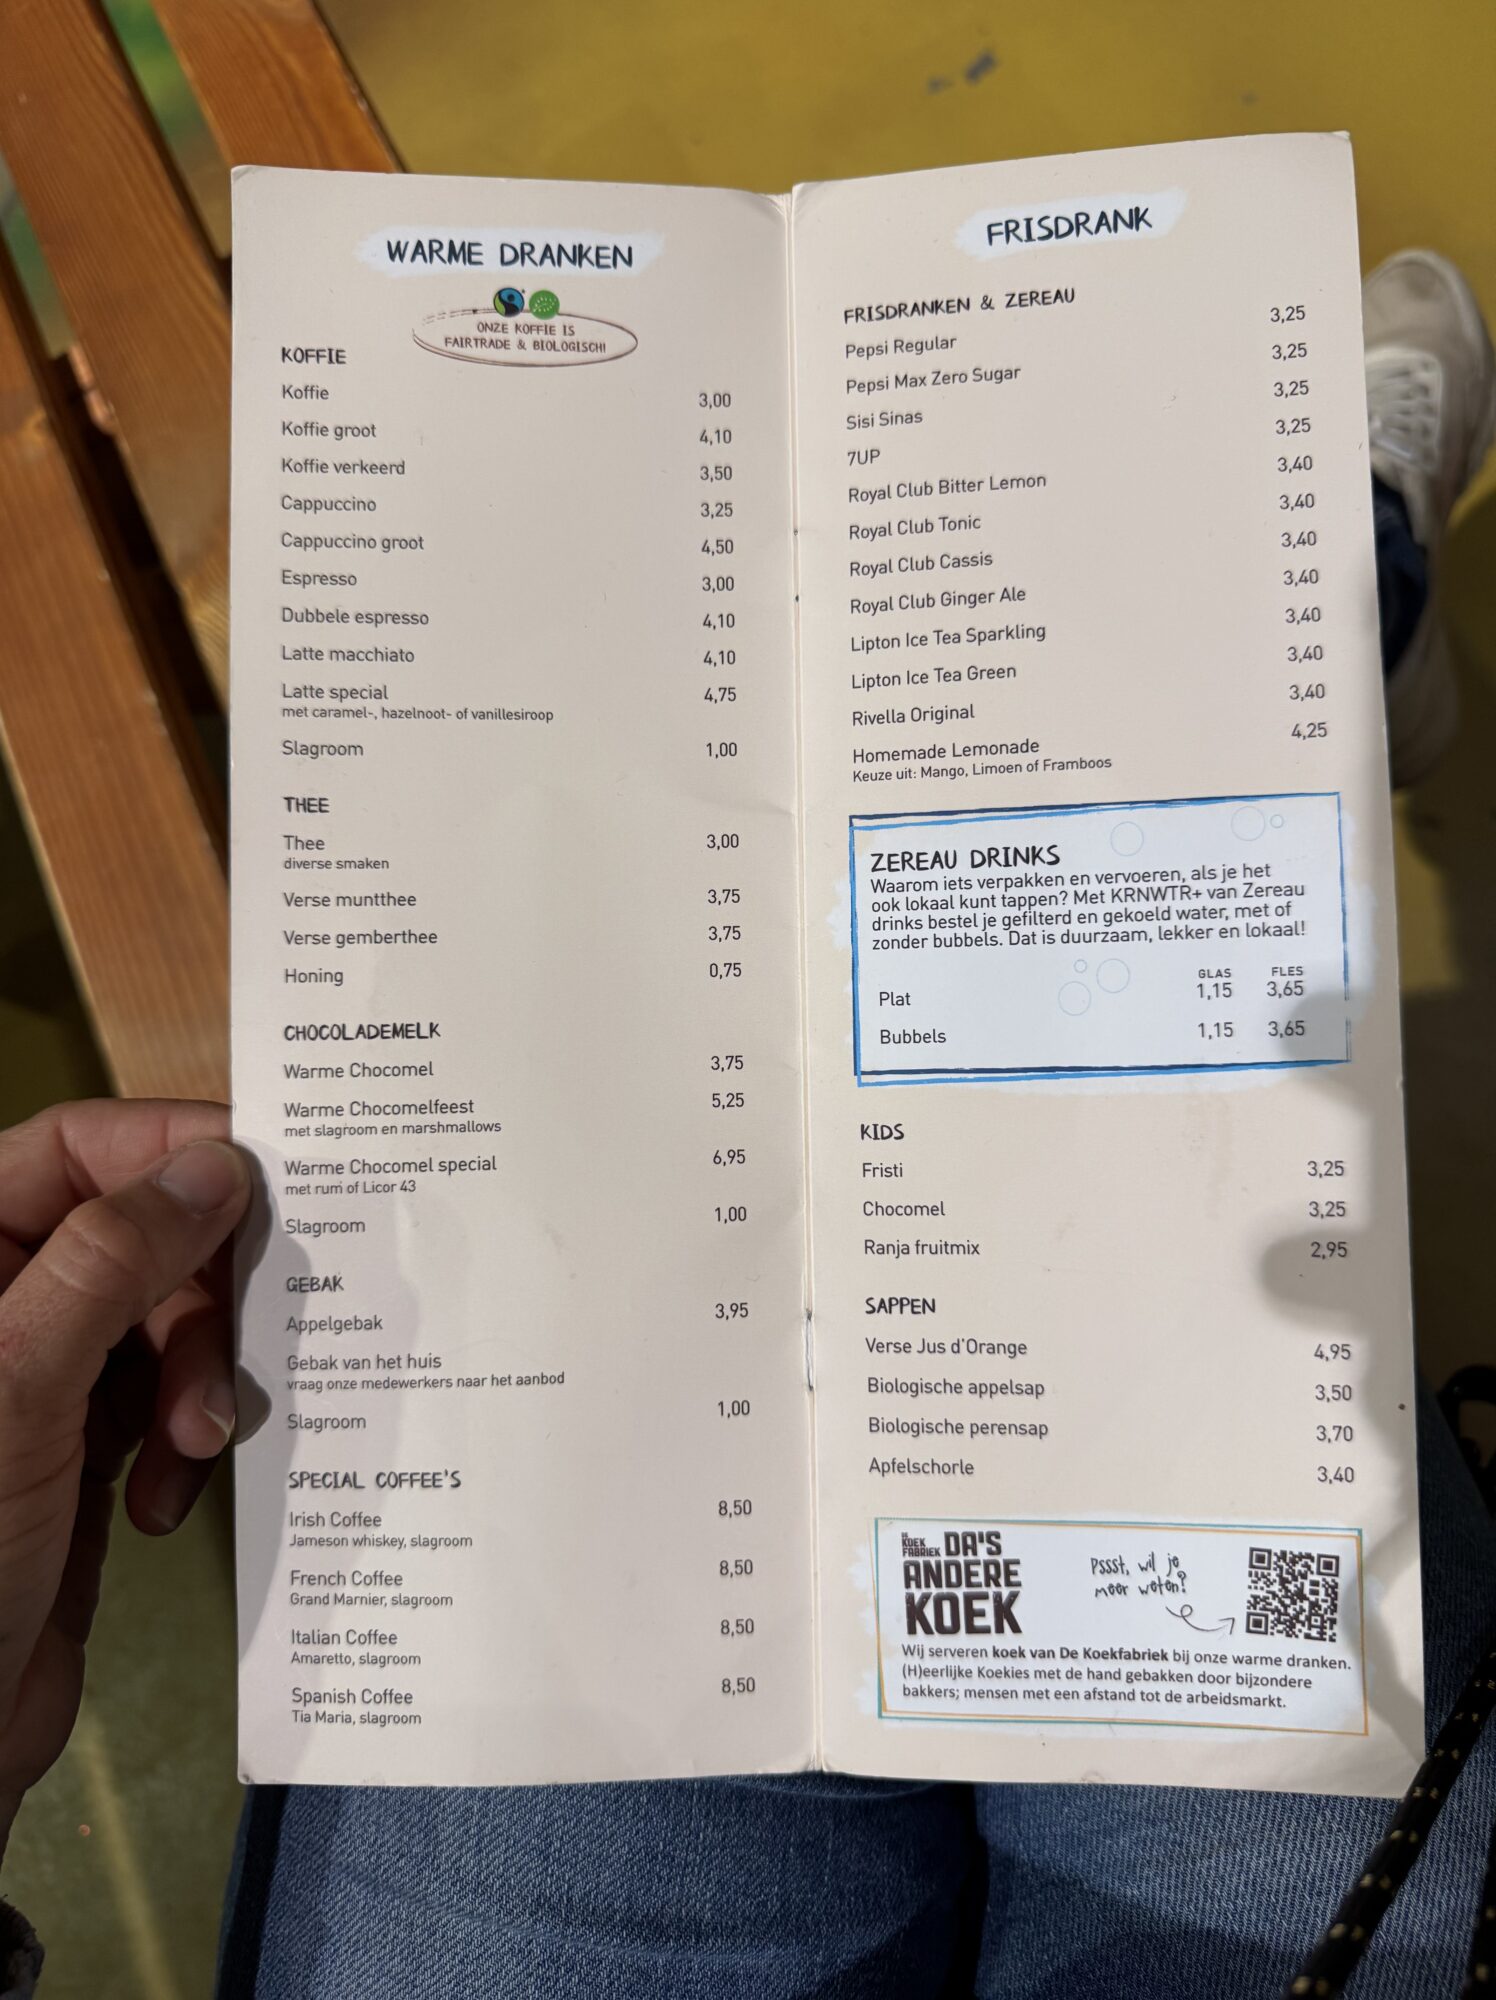 WARME DRANKEN
ONZE KOFFIE IS
FAIRTRADE & BIOLOGISCH!
KOFFIE
Koffie 3,00
Koffie groot 4,10
Koffie verkeerd 3,50
Cappuccino 3,25
Cappuccino groot 4,50
Espresso 3,00
Dubbele espresso 4,10
Latte macchiato 4,10
Latte special 4,75
met caramel-, hazelnoot- of vanillesiroop
Slagroom 1,00
THEE
Thee 3,00
diverse smaken
Verse muntthee 3,75
Verse gemberthee 3,75
Honing 0,75
CHOCOLADEMELK
Warme Chocomel 3,75
Warme Chocomelfeest 5,25
met slagroom en marshmallows
Warme Chocomel special 6,95
met rum of Licor 43
Slagroom 1,00
GEBAK
Appelgebak 3,95
Gebak van het huis
vraag onze medewerkers naar het aanbod
Slagroom 1,00
SPECIAL COFFEE'S
Irish Coffee 8,50
Jameson whiskey, slagroom
French Coffee 8,50
Grand Marnier, slagroom
Italian Coffee 8,50
Amaretto, slagroom
Spanish Coffee 8,50
Tia Maria, slagroom
FRISDRANK
FRISDRANKEN & ZEREAU
Pepsi Regular 3,25
Pepsi Max Zero Sugar 3,25
Sisi Sinas 3,25
7UP 3,25
Royal Club Bitter Lemon 3,40
Royal Club Tonic 3,40
Royal Club Cassis 3,40
Royal Club Ginger Ale 3,40
Lipton Ice Tea Sparkling 3,40
Lipton Ice Tea Green 3,40
Rivella Original 3,40
Homemade Lemonade 4,25
Keuze uit: Mango, Limoen of Framboos
ZEREAU DRINKS
Waarom iets verpakken en vervoeren, als je het
ook lokaal kunt tappen? Met KRNWTR+ van Zereau
drinks bestel je gefilterd en gekoeld water, met of
zonder bubbels. Dat is duurzaam, lekker en lokaal!
GLAS FLES
Plat 1,15 3,65
Bubbels 1,15 3,65
KIDS
Fristi 3,25
Chocomel 3,25
Ranja fruitmix 2,95
SAPPEN
Verse Jus d'Orange 4,95
Biologische appelsap 3,50
Biologische perensap 3,70
Apfelschorle 3,40
DE KOEK FABRIEK DA'S
ANDERE
KOEK
Pssst, wil je
meer weten?
Wij serveren koek van De Koekfabriek bij onze warme dranken.
(H)eerlijke Koekies met de hand gebakken door bijzondere
bakkers; mensen met een afstand tot de arbeidsmarkt.